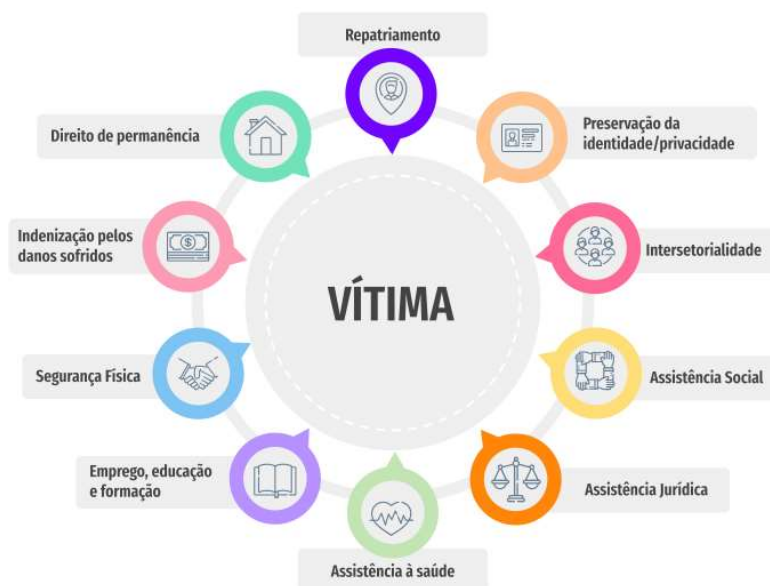 Repatriamento
Preservação da
identidade/privacidade
Intersetorialidade
Assistência Social
Assistência Jurídica
Assistência à saúde
Emprego, educação
e formação
Segurança Física
Indenização pelos
danos sofridos
Direito de permanência
VÍTIMA